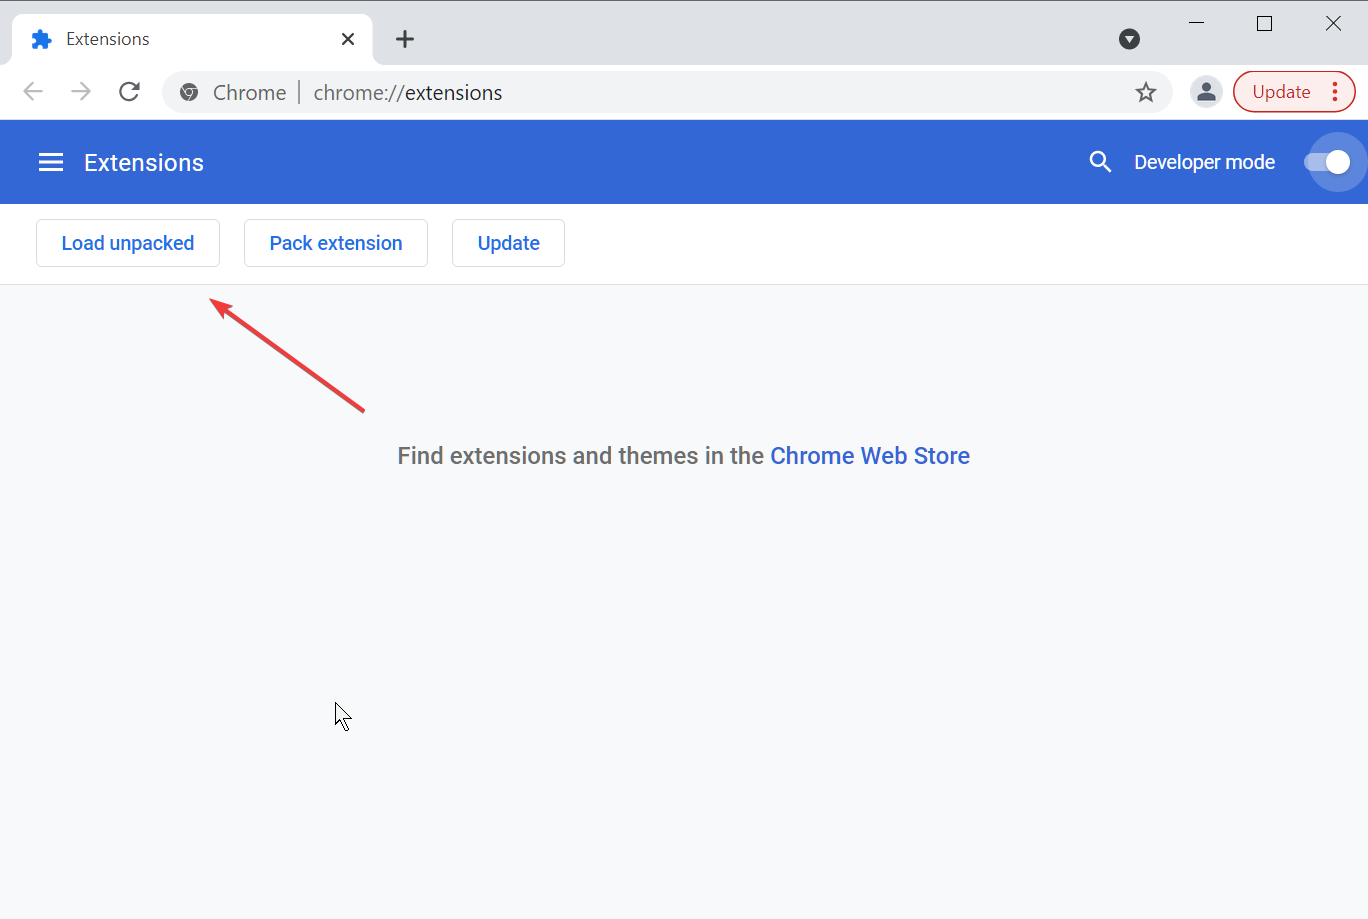 Extensions
Chrome chrome://extensions Update
Extensions Developer mode
Load unpacked Pack extension Update
Find extensions and themes in the Chrome Web Store